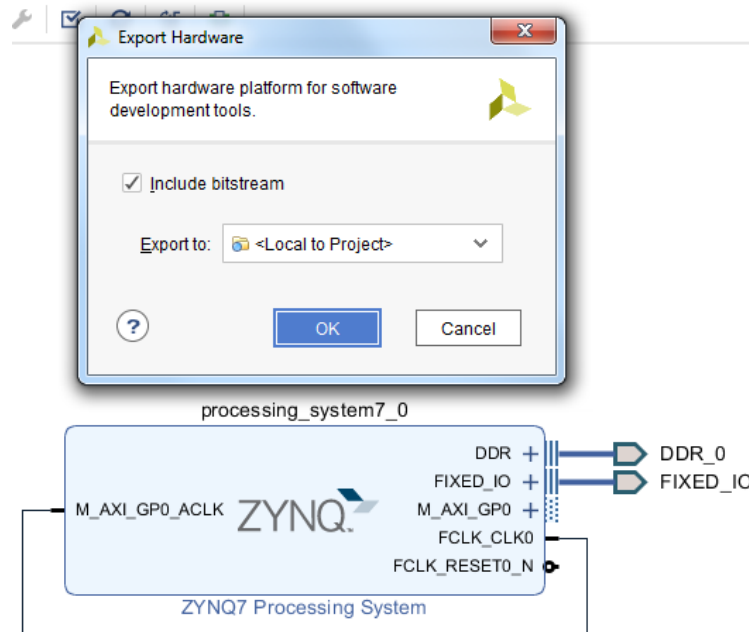 Export Hardware
Export hardware platform for software
development tools.
Include bitstream
Export to: <Local to Project>
? OK Cancel
processing_system7_0
DDR
DDR_0
FIXED_IO
FIXED_IO
M_AXI_GP0_ACLK
ZYNQ
M_AXI_GP0
FCLK_CLK0
FCLK_RESET0_N
ZYNQ7 Processing System